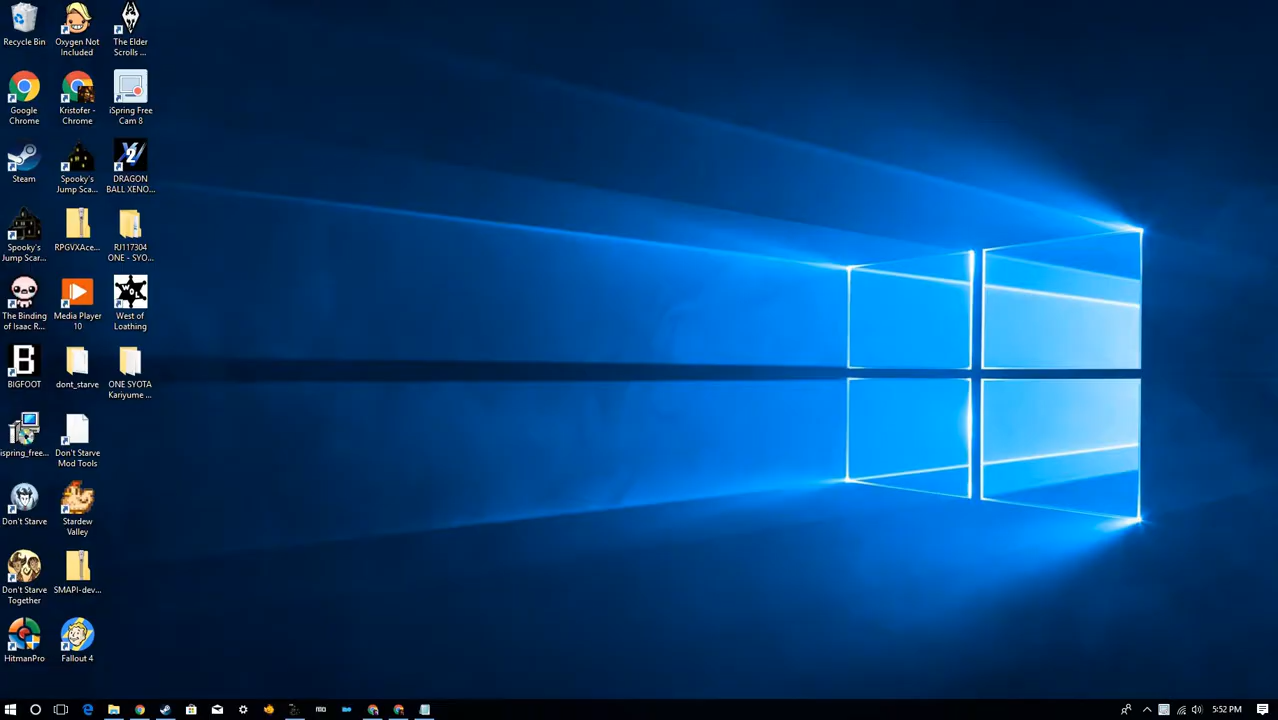 Recycle Bin
Oxygen Not
Included
The Elder
Scrolls ...
Google
Chrome
Kristofer -
Chrome
iSpring Free
Cam 8
Steam
Spooky's
Jump Sca...
DRAGON
BALL XENO...
Spooky's
Jump Scar...
RPGVXAce...
RJ117304
ONE - SYO...
The Binding
of Isaac R...
Media Player
10
West of
Loathing
B
BIGFOOT
dont_starve
ONE SYOTA
Kariyume ...
ispring_free...
Don't Starve
Mod Tools
Don't Starve
Stardew
Valley
Don't Starve
Together
SMAPI-dev...
HitmanPro
Fallout 4
5:52 PM